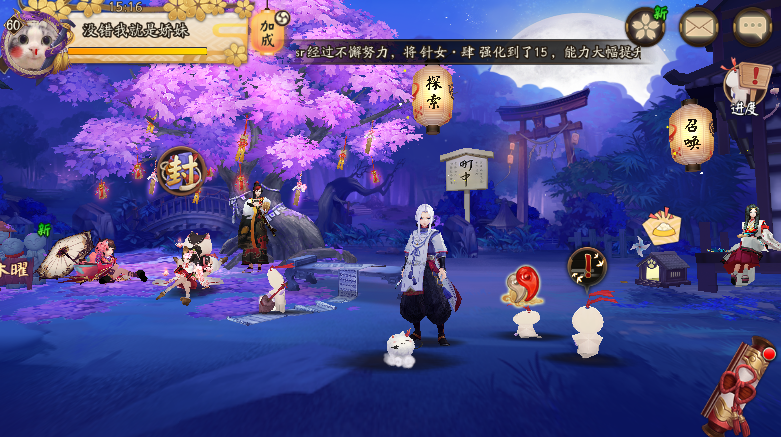 15:16
60
没错我就是娇妹
加成
新
sr经过不懈努力，将 针女·肆 强化到了15，能力大幅提升
探索
进度
召唤
町中
封
新
木曜